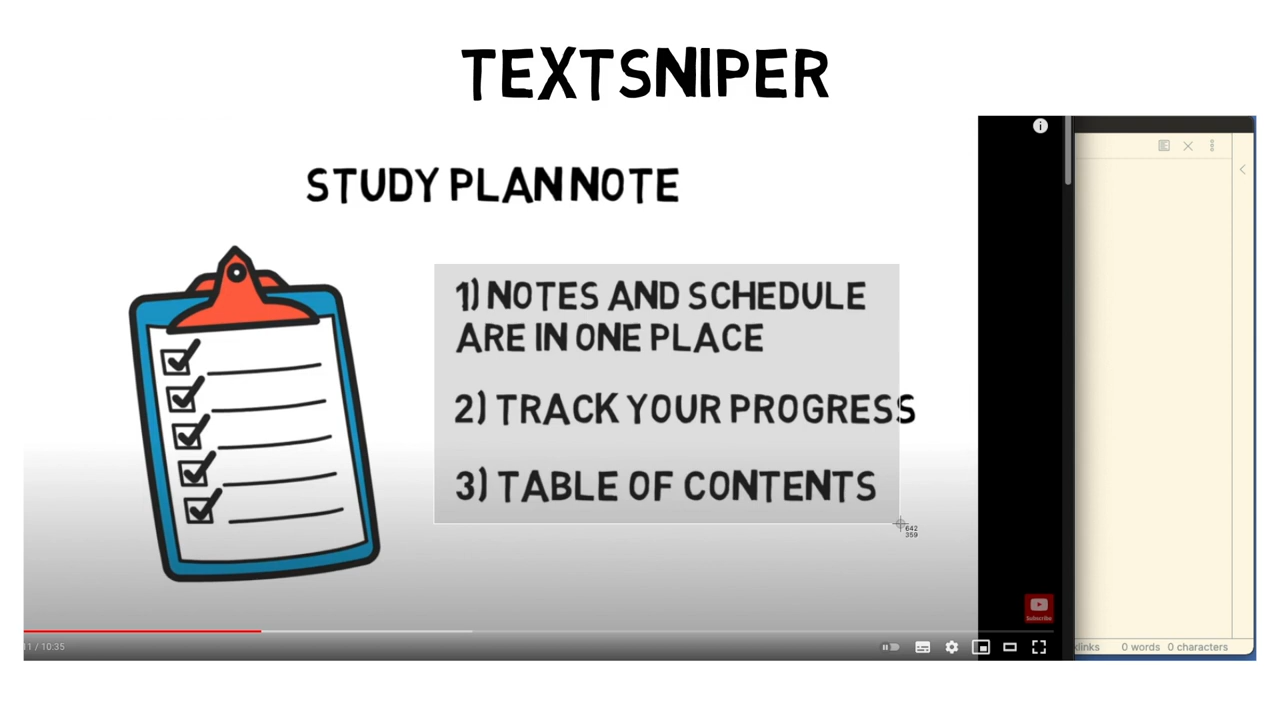 TEXTSNIPER
STUDY PLAN NOTE
1) NOTES AND SCHEDULE
ARE IN ONE PLACE
2) TRACK YOUR PROGRESS
3) TABLE OF CONTENTS
642
359
Subscribe
/ 10:35
0 words 0 characters